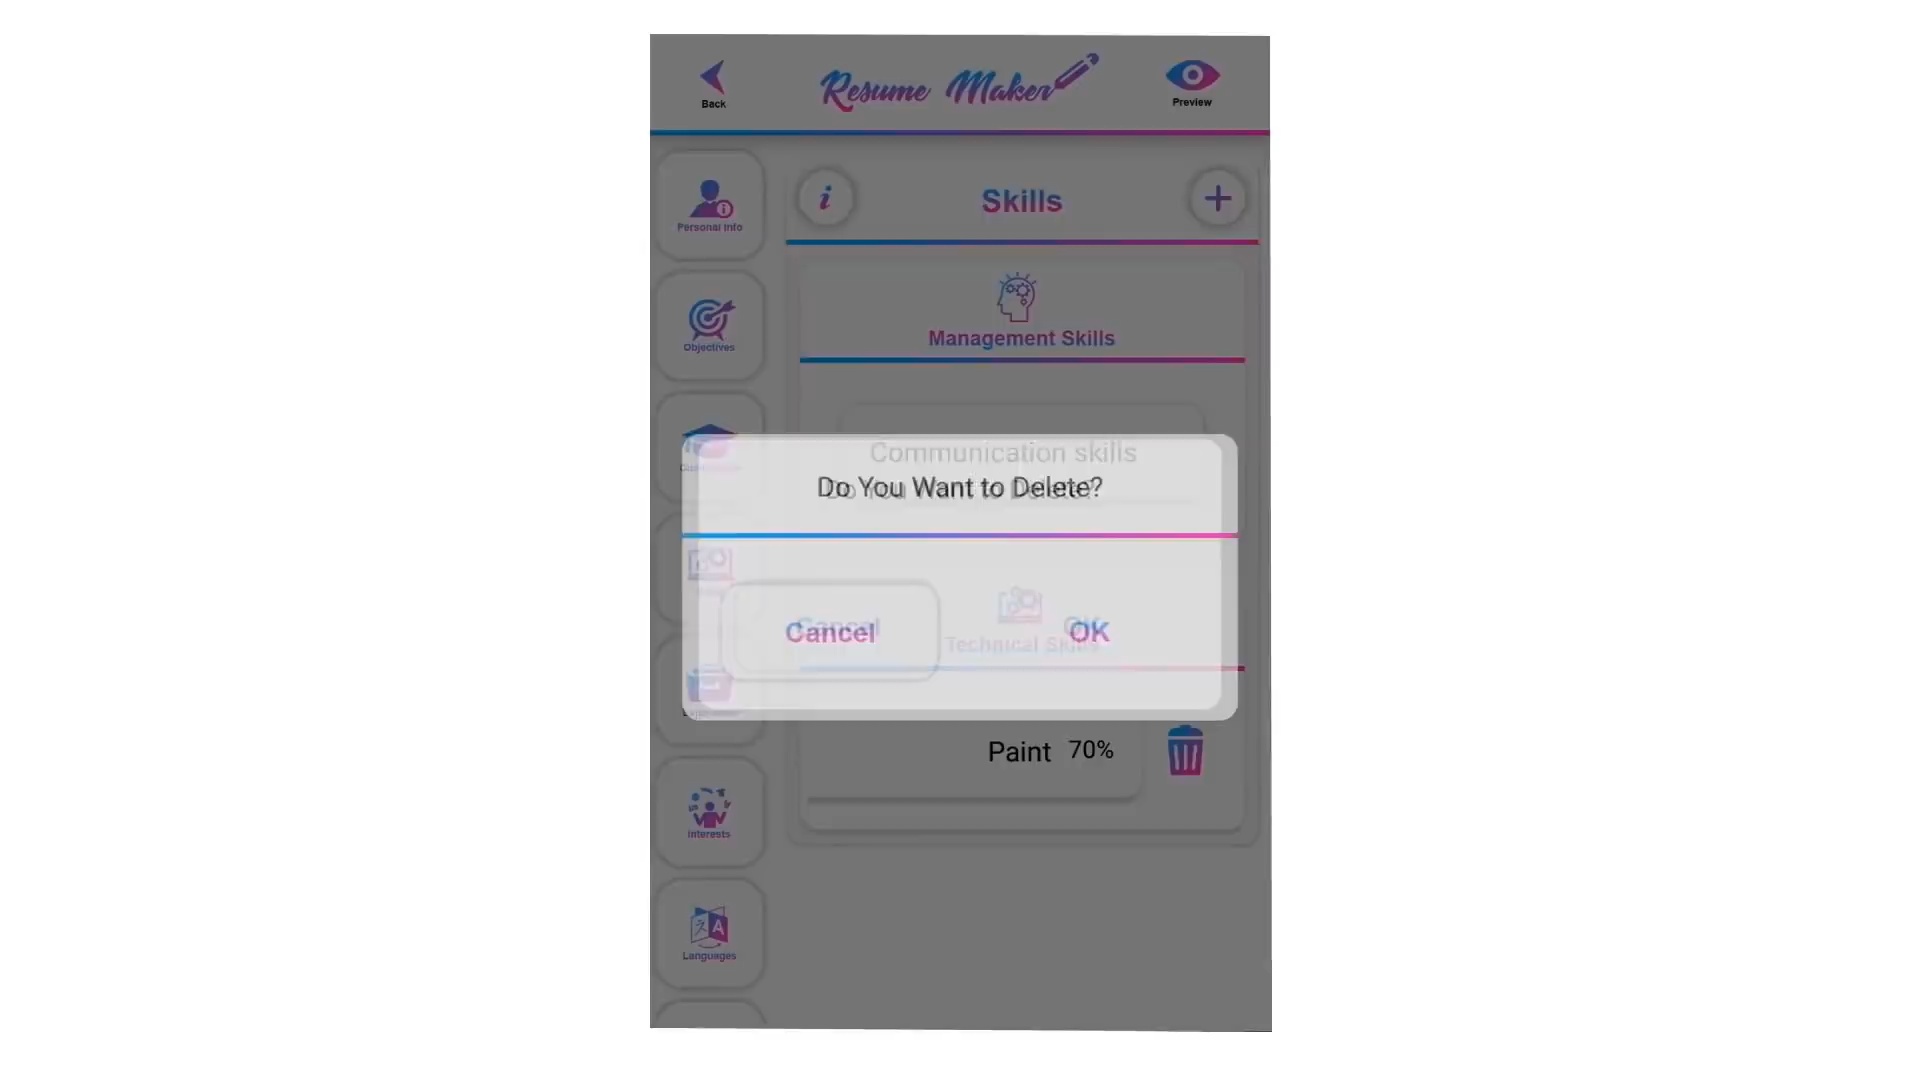 Back
Resume Maker
Preview
Personal Info
i
Skills
Objectives
Management Skills
Communication skills
Do You Want to Delete?
Cancel
OK
Technical Skills
Paint 70%
Interests
Languages